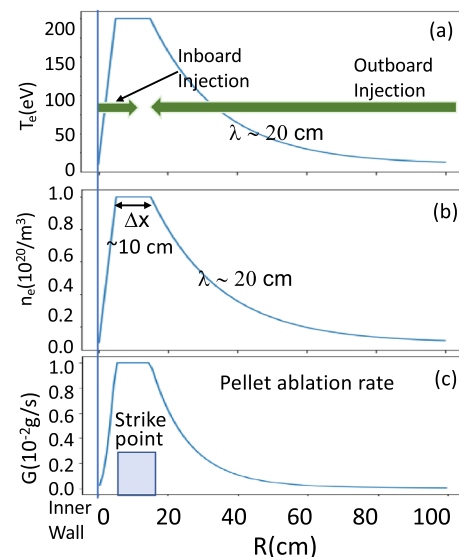 200
150
100
50
0
Te(eV)
(a)
Inboard
Injection
Outboard
Injection
λ ~ 20 cm
1.0
0.8
0.6
0.4
0.2
0.0
ne(10²⁰/m³)
(b)
Δx
~10 cm
λ ~ 20 cm
1.0
0.8
0.6
0.4
0.2
0.0
G(10⁻²g/s)
Pellet ablation rate
(c)
Strike
point
Inner
Wall
0 20 40 60 80 100
R(cm)